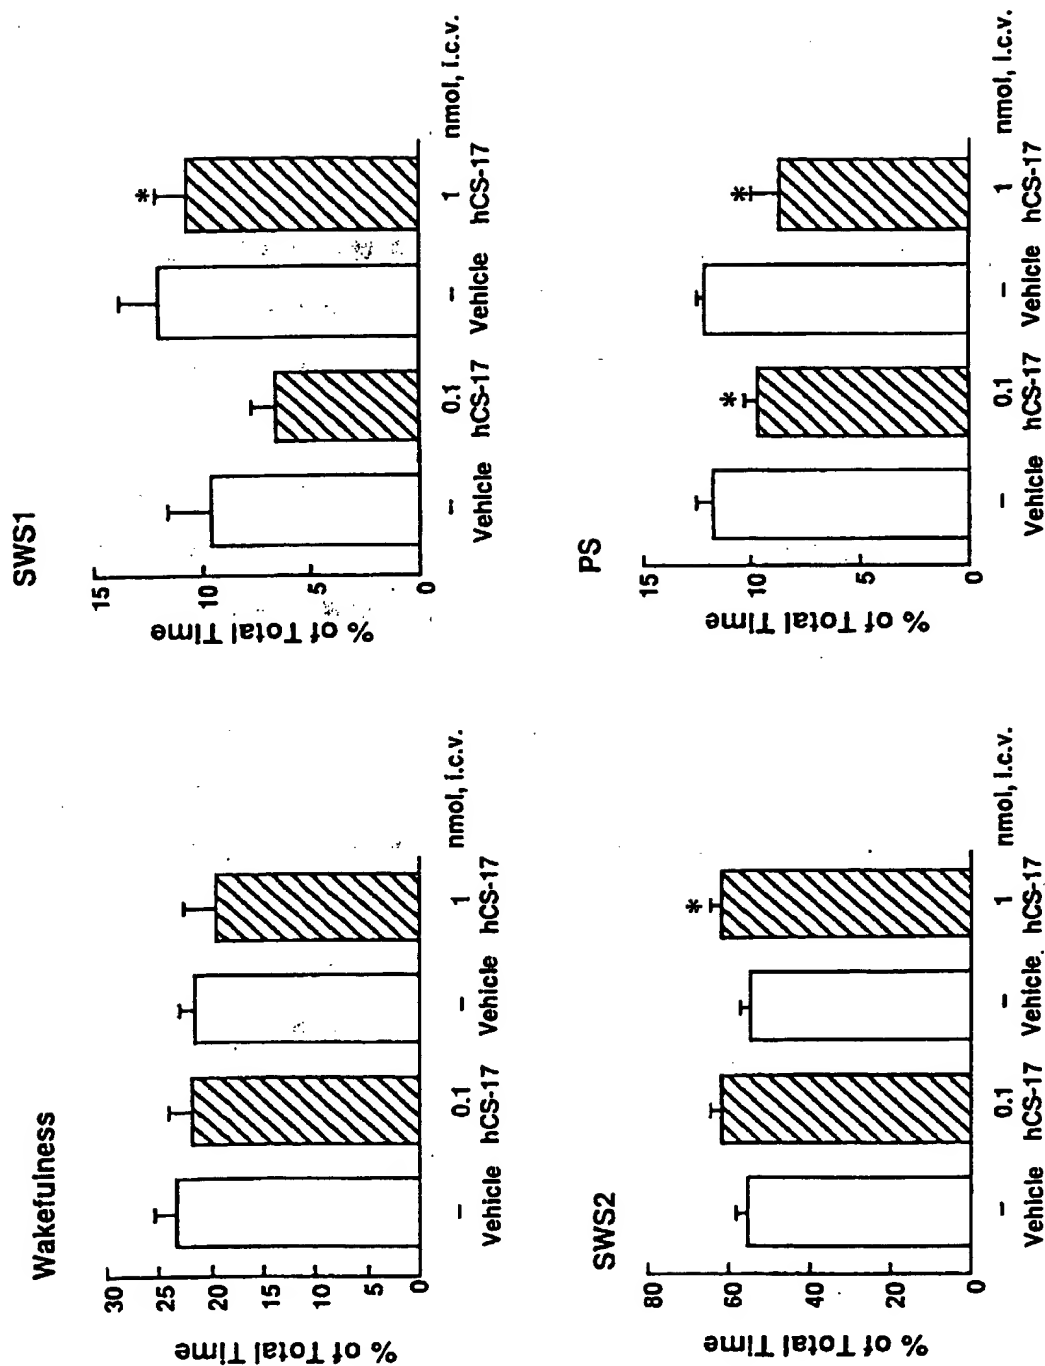 Wakefulness
% of Total Time
30
25
20
15
10
5
0
– 0.1 – 1 nmol, i.c.v.
Vehicle hCS-17 Vehicle hCS-17
SWS1
% of Total Time
15
10
5
0
*
– 0.1 – 1 nmol, i.c.v.
Vehicle hCS-17 Vehicle hCS-17
SWS2
% of Total Time
80
60
40
20
0
*
– 0.1 – 1 nmol, i.c.v.
Vehicle hCS-17 Vehicle hCS-17
PS
% of Total Time
15
10
5
0
* *
– 0.1 – 1 nmol, i.c.v.
Vehicle hCS-17 Vehicle hCS-17